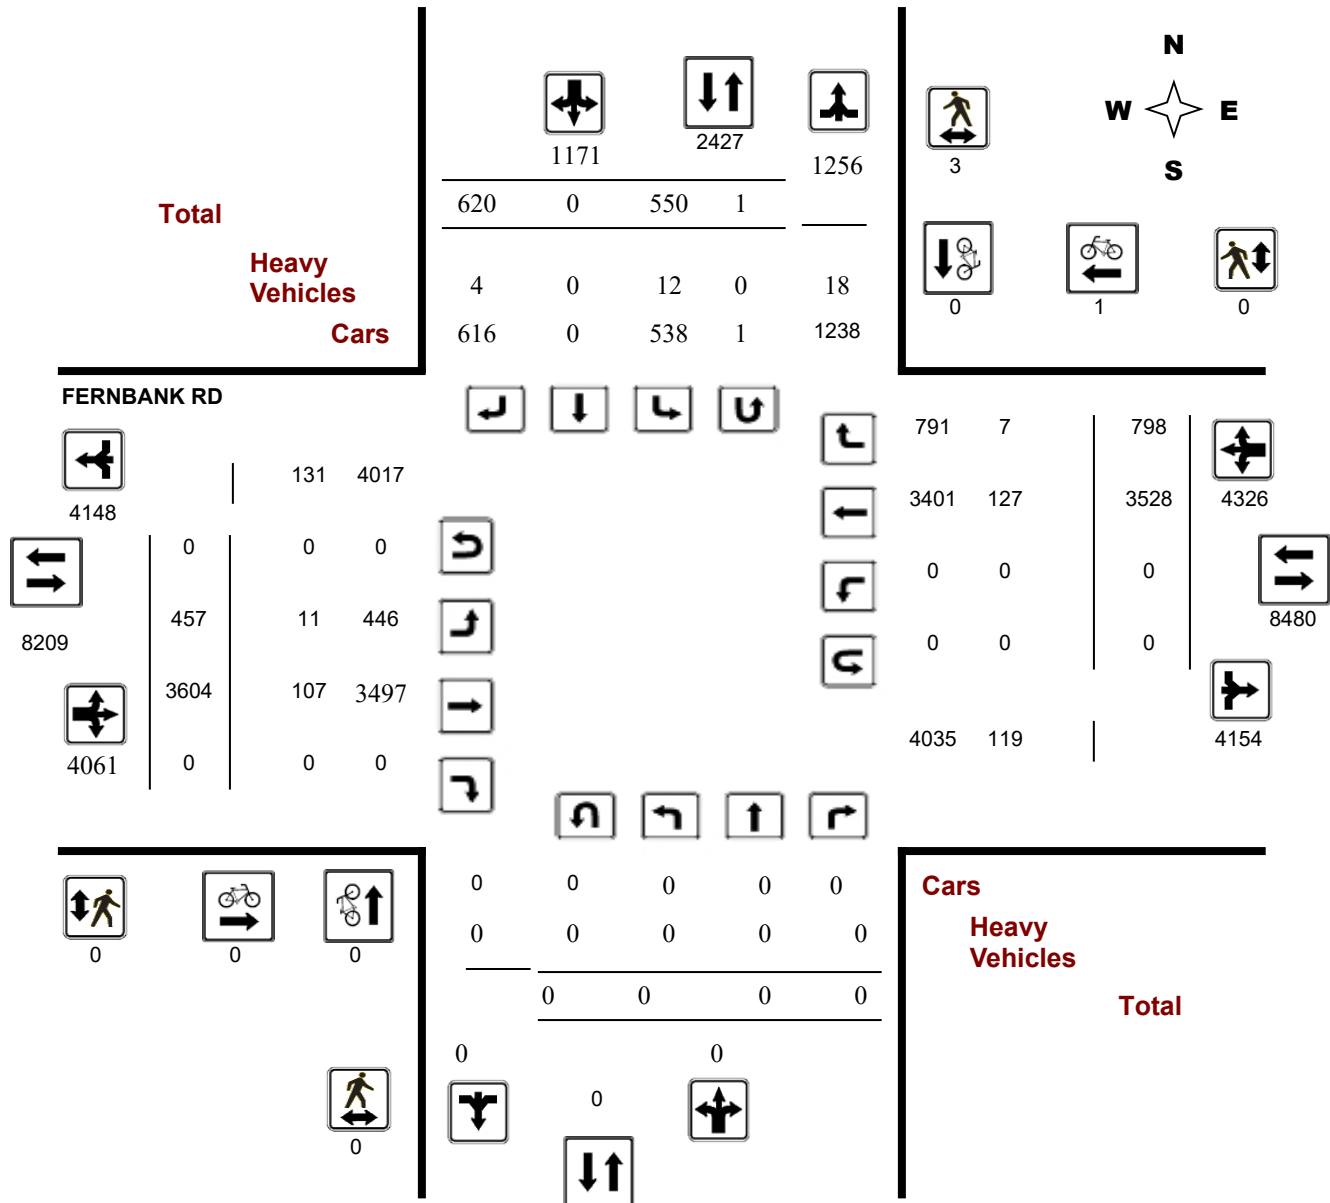 N
W E
S
1171 2427 1256 3
620 0 550 1
Total
Heavy
Vehicles
4 0 12 0 18
0 1 0
Cars
616 0 538 1 1238
FERNBANK RD
791 7 798
131 4017
4148
3401 127 3528 4326
0 0 0
0 0 0
457 11 446
8209
8480
0 0 0
3604 107 3497
4061
0 0 0
4035 119 4154
0 0 0 0 0
Cars
0 0 0 0 0
Heavy
Vehicles
0 0 0
0 0 0 0
Total
0 0
0
0